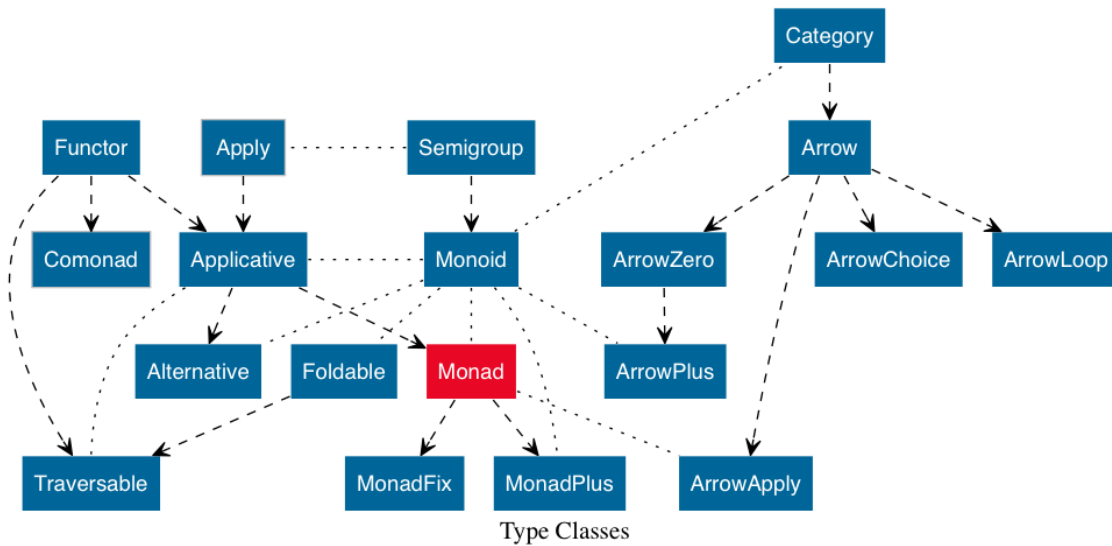 Category
Functor
Apply
Semigroup
Arrow
Comonad
Applicative
Monoid
ArrowZero
ArrowChoice
ArrowLoop
Alternative
Foldable
Monad
ArrowPlus
Traversable
MonadFix
MonadPlus
ArrowApply
Type Classes